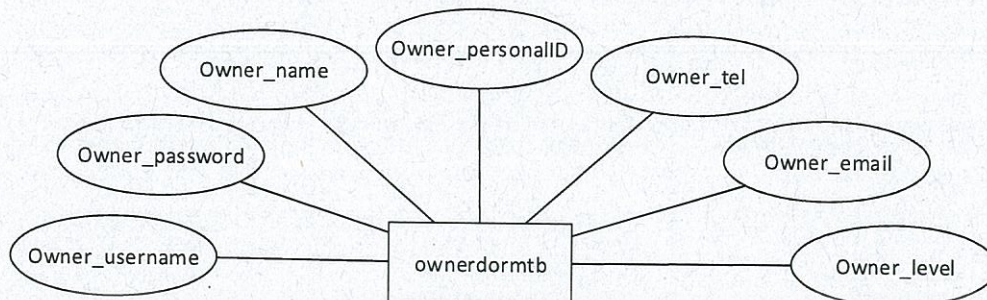 Owner_personalID
Owner_name
Owner_tel
Owner_password
Owner_email
Owner_username
ownerdormtb
Owner_level